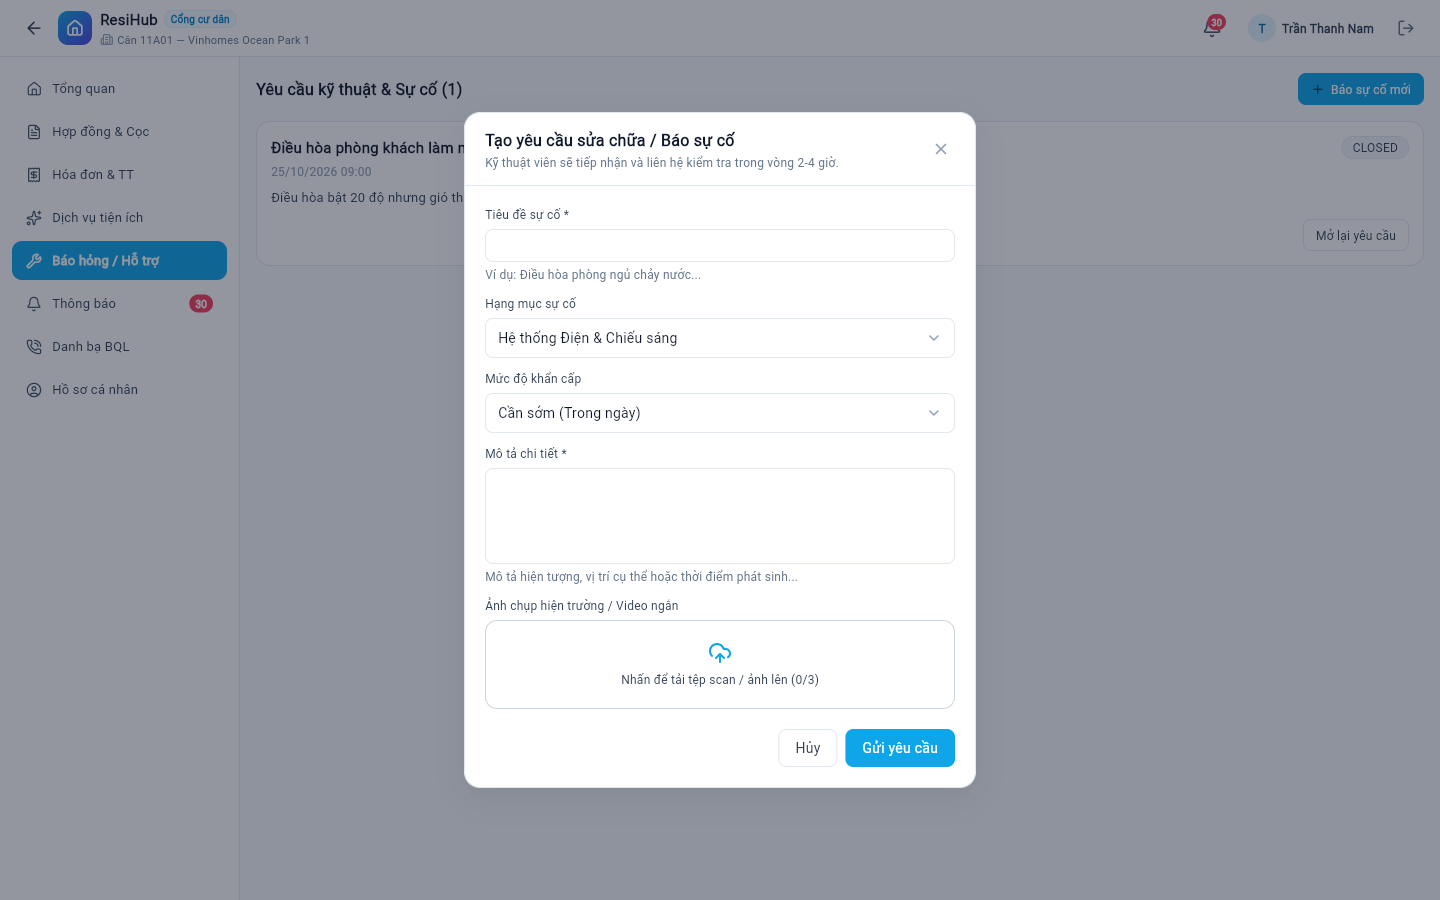 ResiHub Cổng cư dân
Căn 11A01 — Vinhomes Ocean Park 1
30
T Trần Thanh Nam
Tổng quan
Hợp đồng & Cọc
Hóa đơn & TT
Dịch vụ tiện ích
Báo hỏng / Hỗ trợ
Thông báo 30
Danh bạ BQL
Hồ sơ cá nhân
Yêu cầu kỹ thuật & Sự cố (1)
Báo sự cố mới
Điều hòa phòng khách làm
25/10/2026 09:00
Điều hòa bật 20 độ nhưng gió
CLOSED
Mở lại yêu cầu
Tạo yêu cầu sửa chữa / Báo sự cố
Kỹ thuật viên sẽ tiếp nhận và liên hệ kiểm tra trong vòng 2-4 giờ.
Tiêu đề sự cố *
Ví dụ: Điều hòa phòng ngủ chảy nước...
Hạng mục sự cố
Hệ thống Điện & Chiếu sáng
Mức độ khẩn cấp
Cần sớm (Trong ngày)
Mô tả chi tiết *
Mô tả hiện tượng, vị trí cụ thể hoặc thời điểm phát sinh...
Ảnh chụp hiện trường / Video ngắn
Nhấn để tải tệp scan / ảnh lên (0/3)
Hủy
Gửi yêu cầu